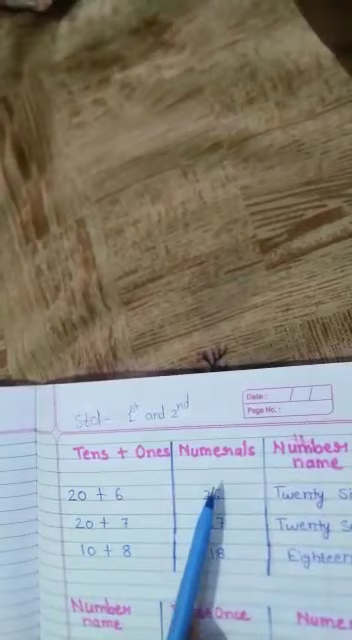 Std:- 1st and 2nd
Date: / /
Page No.:
Tens + Ones Numerals Number name
20 + 6 Twenty
20 + 7 Twenty
10 + 8 18 Eighteen
Number name